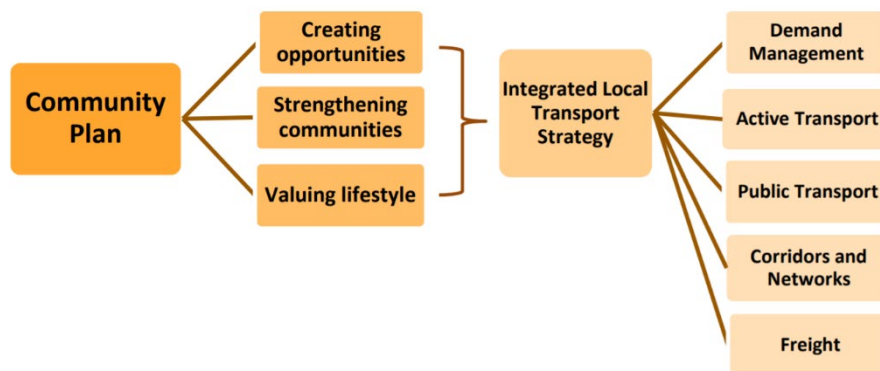 Community
Plan
Creating
opportunities
Strengthening
communities
Valuing lifestyle
Integrated Local
Transport
Strategy
Demand
Management
Active Transport
Public Transport
Corridors and
Networks
Freight